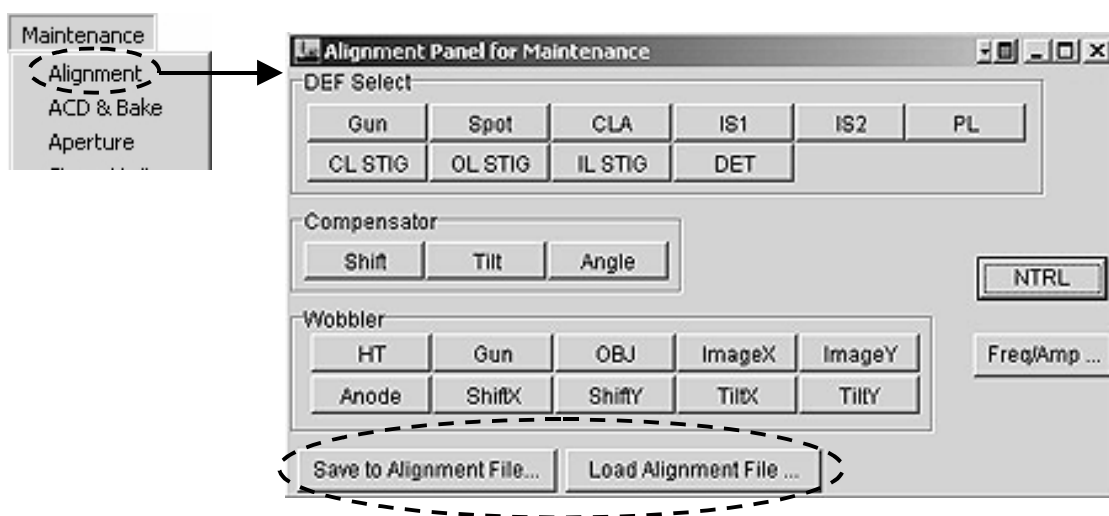 Maintenance
Alignment
ACD & Bake
Aperture
Alignment Panel for Maintenance
DEF Select
Gun Spot CLA IS1 IS2 PL
CL STIG OL STIG IL STIG DET
Compensator
Shift Tilt Angle
NTRL
Wobbler
HT Gun OBJ ImageX ImageY
Freq/Amp ...
Anode ShiftX ShiftY TiltX TiltY
Save to Alignment File... Load Alignment File ...